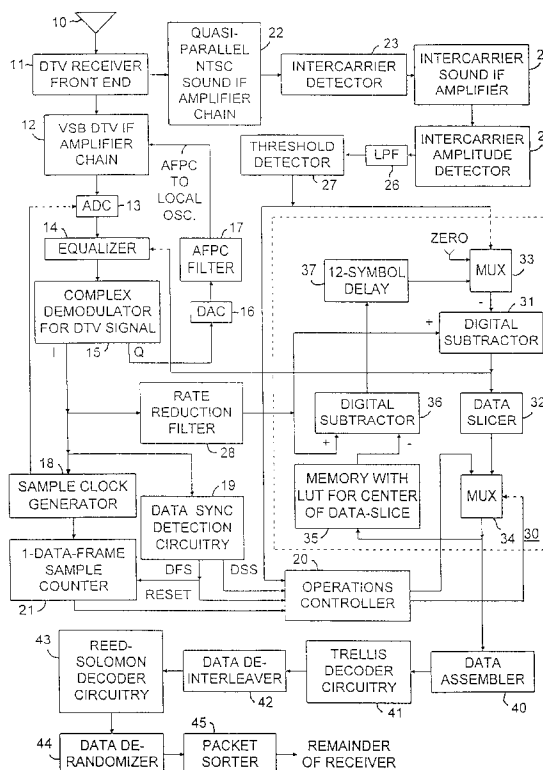 10
11
DTV RECEIVER
FRONT END
QUASI-
PARALLEL
NTSC
SOUND IF
AMPLIFIER
CHAIN
22
INTERCARRIER
DETECTOR
23
INTERCARRIER
SOUND IF
AMPLIFIER
12
VSB DTV IF
AMPLIFIER
CHAIN
AFPC
TO
LOCAL
OSC.
THRESHOLD
DETECTOR
27
LPF
26
INTERCARRIER
AMPLITUDE
DETECTOR
ADC
13
14
EQUALIZER
17
AFPC
FILTER
ZERO
MUX
33
37
12-SYMBOL
DELAY
-
31
+
DIGITAL
SUBTRACTOR
COMPLEX
DEMODULATOR
FOR DTV SIGNAL
I
15
Q
DAC
16
RATE
REDUCTION
FILTER
28
DIGITAL
SUBTRACTOR
36
+
-
DATA
SLICER
32
18
SAMPLE CLOCK
GENERATOR
19
DATA SYNC
DETECTION
CIRCUITRY
MEMORY WITH
LUT FOR CENTER
OF DATA-SLICE
35
MUX
34
30
1-DATA-FRAME
SAMPLE
COUNTER
21
DFS
DSS
RESET
20
OPERATIONS
CONTROLLER
43
REED-
SOLOMON
DECODER
CIRCUITRY
DATA DE-
INTERLEAVER
42
TRELLIS
DECODER
CIRCUITRY
41
DATA
ASSEMBLER
40
44
DATA DE-
RANDOMIZER
45
PACKET
SORTER
REMAINDER
OF RECEIVER